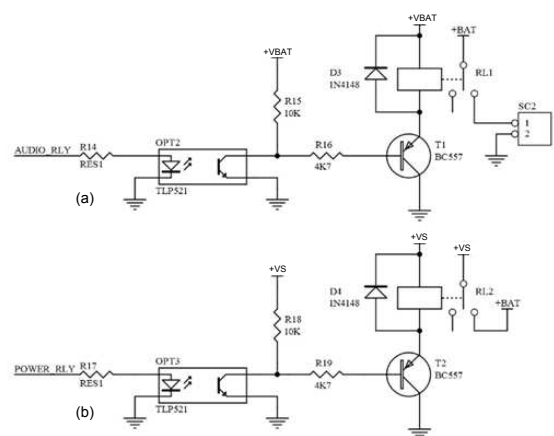 +VBAT
+VBAT
+BAT
D3
IN4148
RL1
R15
10K
SC2
1
2
AUDIO_RLY
R14
RES1
OPT2
TLP521
R16
4K7
T1
BC557
(a)
+VS
+VS
+VS
D4
IN4148
RL2
+BAT
R18
10K
POWER_RLY
R17
RES1
OPT3
TLP521
R19
4K7
T2
BC557
(b)